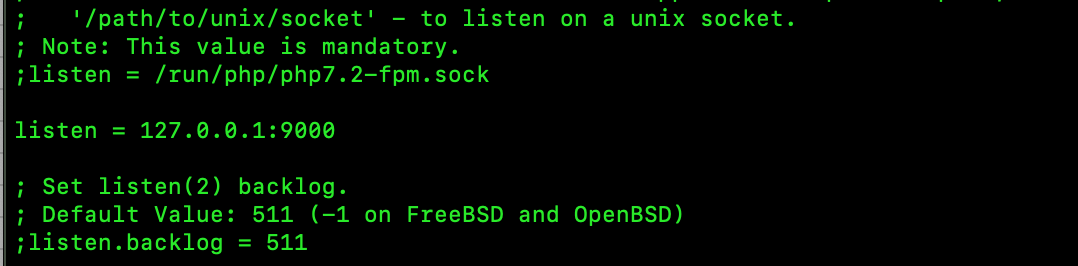 ;   '/path/to/unix/socket' - to listen on a unix socket.
; Note: This value is mandatory.
;listen = /run/php/php7.2-fpm.sock
listen = 127.0.0.1:9000
; Set listen(2) backlog.
; Default Value: 511 (-1 on FreeBSD and OpenBSD)
;listen.backlog = 511